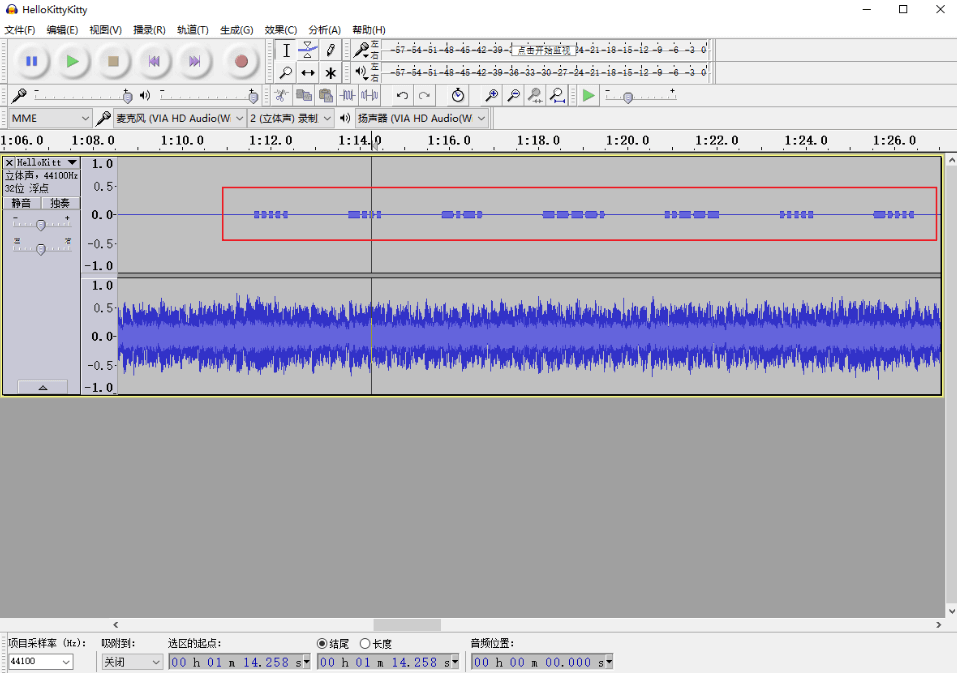 HelloKittyKitty
文件(F) 编辑(E) 视图(V) 播录(R) 轨道(T) 生成(G) 效果(C) 分析(A) 帮助(H)
左 右 -57-54-51-48-45-42-39- 点击开始监视 24-21-18-15-12 -9 -6 -3 0
左 右 -57-54-51-48-45-42-39-36-33-30-27-24-21-18-15-12 -9 -6 -3 0
MME 麦克风 (VIA HD Audio(W 2 (立体声) 录制 扬声器 (VIA HD Audio(W
1:06.0 1:08.0 1:10.0 1:12.0 1:14.0 1:16.0 1:18.0 1:20.0 1:22.0 1:24.0 1:26.0
HelloKitt 1.0
立体声, 44100Hz 0.5
32位 浮点
静音 独奏 0.0
- +
左 右 -0.5
-1.0
1.0
0.5
0.0
-0.5
-1.0
项目采样率 (Hz): 吸附到: 选区的起点: 结尾 长度 音频位置:
44100 关闭 00 h 01 m 14.258 s 00 h 01 m 14.258 s 00 h 00 m 00.000 s